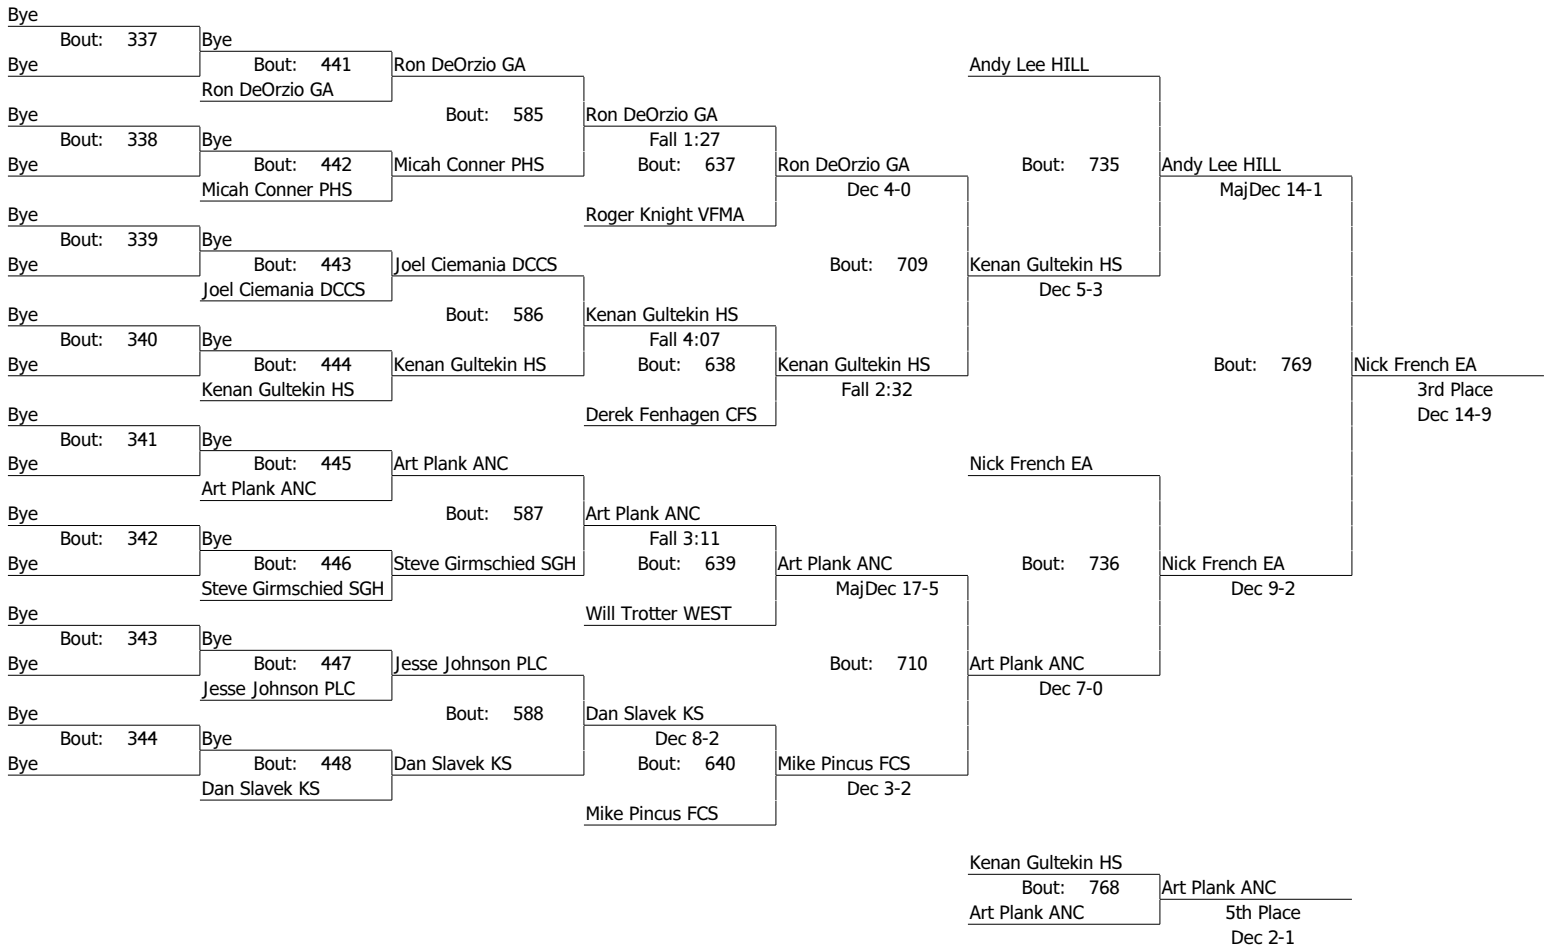 Bye
Bout: 337 Bye
Bye Bout: 441 Ron DeOrzio GA Andy Lee HILL
Ron DeOrzio GA
Bye Bout: 585 Ron DeOrzio GA
Bout: 338 Bye Fall 1:27
Bye Bout: 442 Micah Conner PHS Bout: 637 Ron DeOrzio GA Bout: 735 Andy Lee HILL
Micah Conner PHS Dec 4-0 MajDec 14-1
Bye Roger Knight VFMA
Bout: 339 Bye
Bye Bout: 443 Joel Ciemania DCCS Bout: 709 Kenan Gultekin HS
Joel Ciemania DCCS Dec 5-3
Bye Bout: 586 Kenan Gultekin HS
Bout: 340 Bye Fall 4:07
Bye Bout: 444 Kenan Gultekin HS Bout: 638 Kenan Gultekin HS Bout: 769 Nick French EA
Kenan Gultekin HS Fall 2:32 3rd Place
Bye Derek Fenhagen CFS Dec 14-9
Bout: 341 Bye
Bye Bout: 445 Art Plank ANC Nick French EA
Art Plank ANC
Bye Bout: 587 Art Plank ANC
Bout: 342 Bye Fall 3:11
Bye Bout: 446 Steve Girmschied SGH Bout: 639 Art Plank ANC Bout: 736 Nick French EA
Steve Girmschied SGH MajDec 17-5 Dec 9-2
Bye Will Trotter WEST
Bout: 343 Bye
Bye Bout: 447 Jesse Johnson PLC Bout: 710 Art Plank ANC
Jesse Johnson PLC Dec 7-0
Bye Bout: 588 Dan Slavek KS
Bout: 344 Bye Dec 8-2
Bye Bout: 448 Dan Slavek KS Bout: 640 Mike Pincus FCS
Dan Slavek KS Dec 3-2
Mike Pincus FCS
Kenan Gultekin HS
Bout: 768 Art Plank ANC
Art Plank ANC 5th Place
Dec 2-1